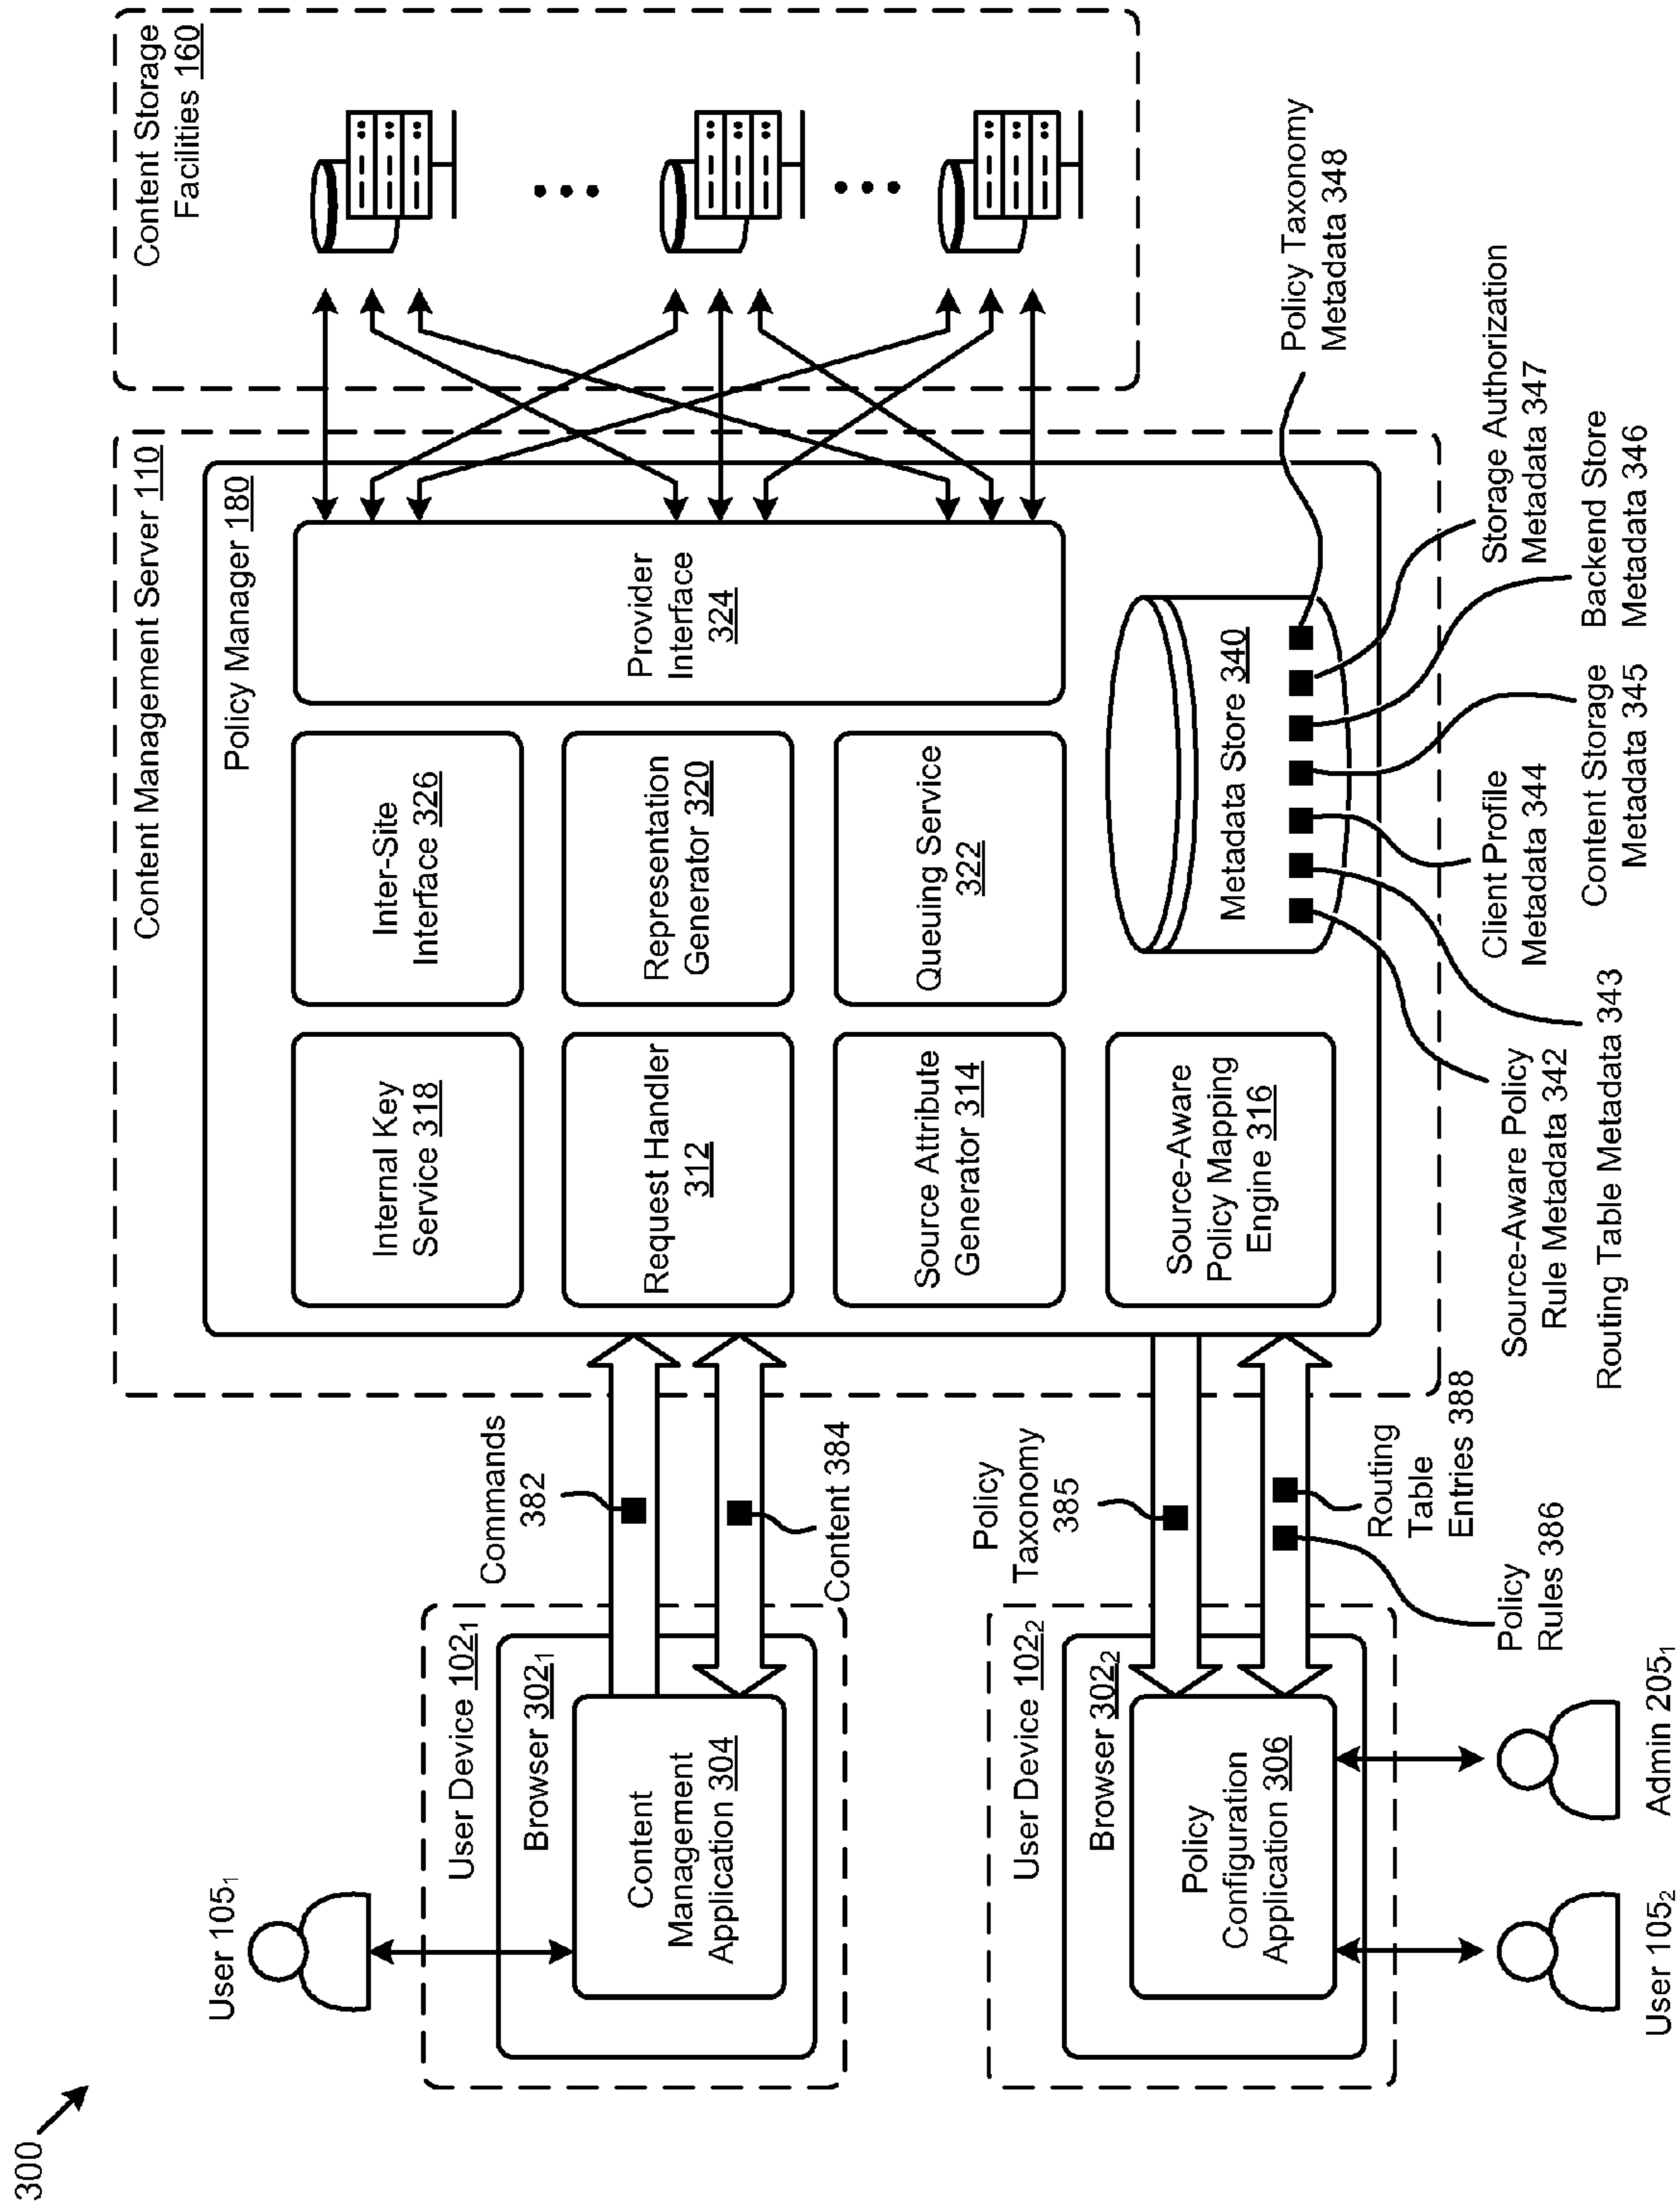 300
User 105₁
User Device 102₁
Browser 302₁
Content
Management
Application 304
Commands
382
Content 384
User Device 102₂
Browser 302₂
Policy
Configuration
Application 306
Policy
Taxonomy
385
Routing
Table
Entries 388
Policy
Rules 386
User 105₂
Admin 205₁
Content Management Server 110
Policy Manager 180
Internal Key
Service 318
Inter-Site
Interface 326
Request Handler
312
Representation
Generator 320
Source Attribute
Generator 314
Queuing Service
322
Source-Aware
Policy Mapping
Engine 316
Provider
Interface
324
Metadata Store 340
Source-Aware Policy
Rule Metadata 342
Routing Table Metadata 343
Client Profile
Metadata 344
Content Storage
Metadata 345
Backend Store
Metadata 346
Storage Authorization
Metadata 347
Policy Taxonomy
Metadata 348
Content Storage
Facilities 160